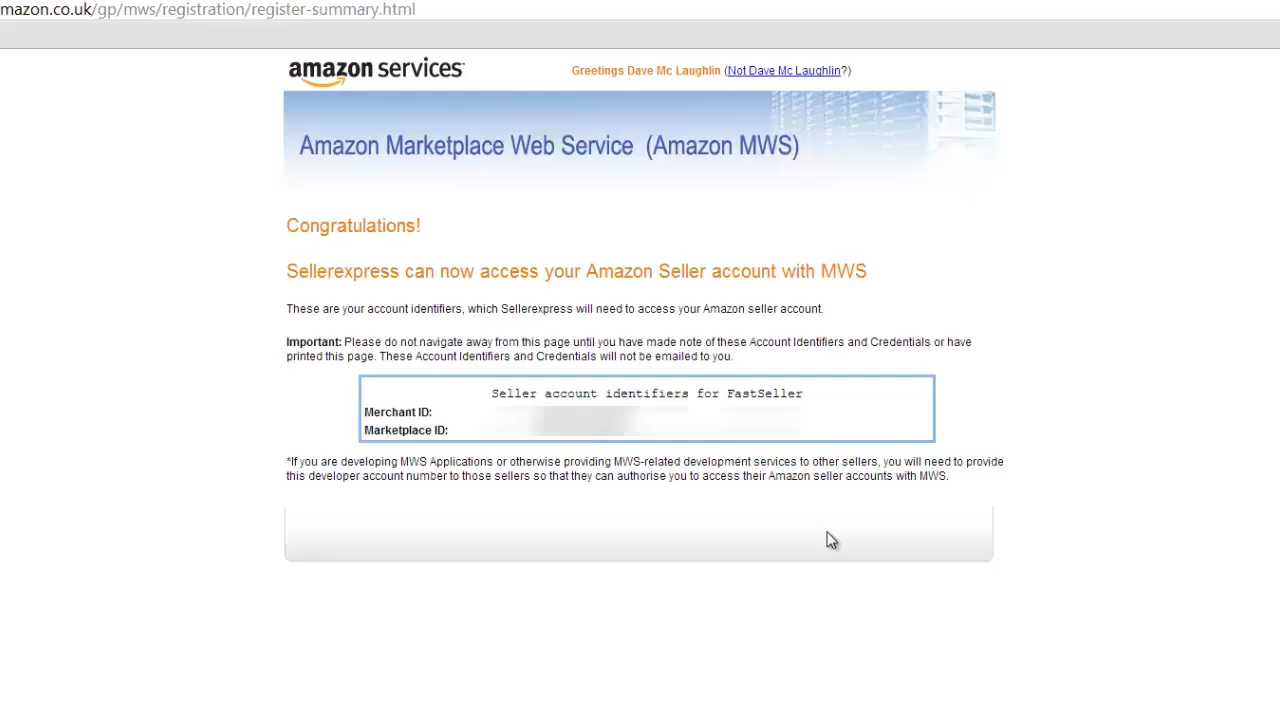 mazon.co.uk/gp/mws/registration/register-summary.html
amazon services
Greetings Dave Mc Laughlin (Not Dave Mc Laughlin?)
Amazon Marketplace Web Service (Amazon MWS)
Congratulations!
Sellerexpress can now access your Amazon Seller account with MWS
These are your account identifiers, which Sellerexpress will need to access your Amazon seller account.
Important: Please do not navigate away from this page until you have made note of these Account Identifiers and Credentials or have
printed this page. These Account Identifiers and Credentials will not be emailed to you.
Seller account identifiers for FastSeller
Merchant ID:
Marketplace ID:
*If you are developing MWS Applications or otherwise providing MWS-related development services to other sellers, you will need to provide
this developer account number to those sellers so that they can authorise you to access their Amazon seller accounts with MWS.